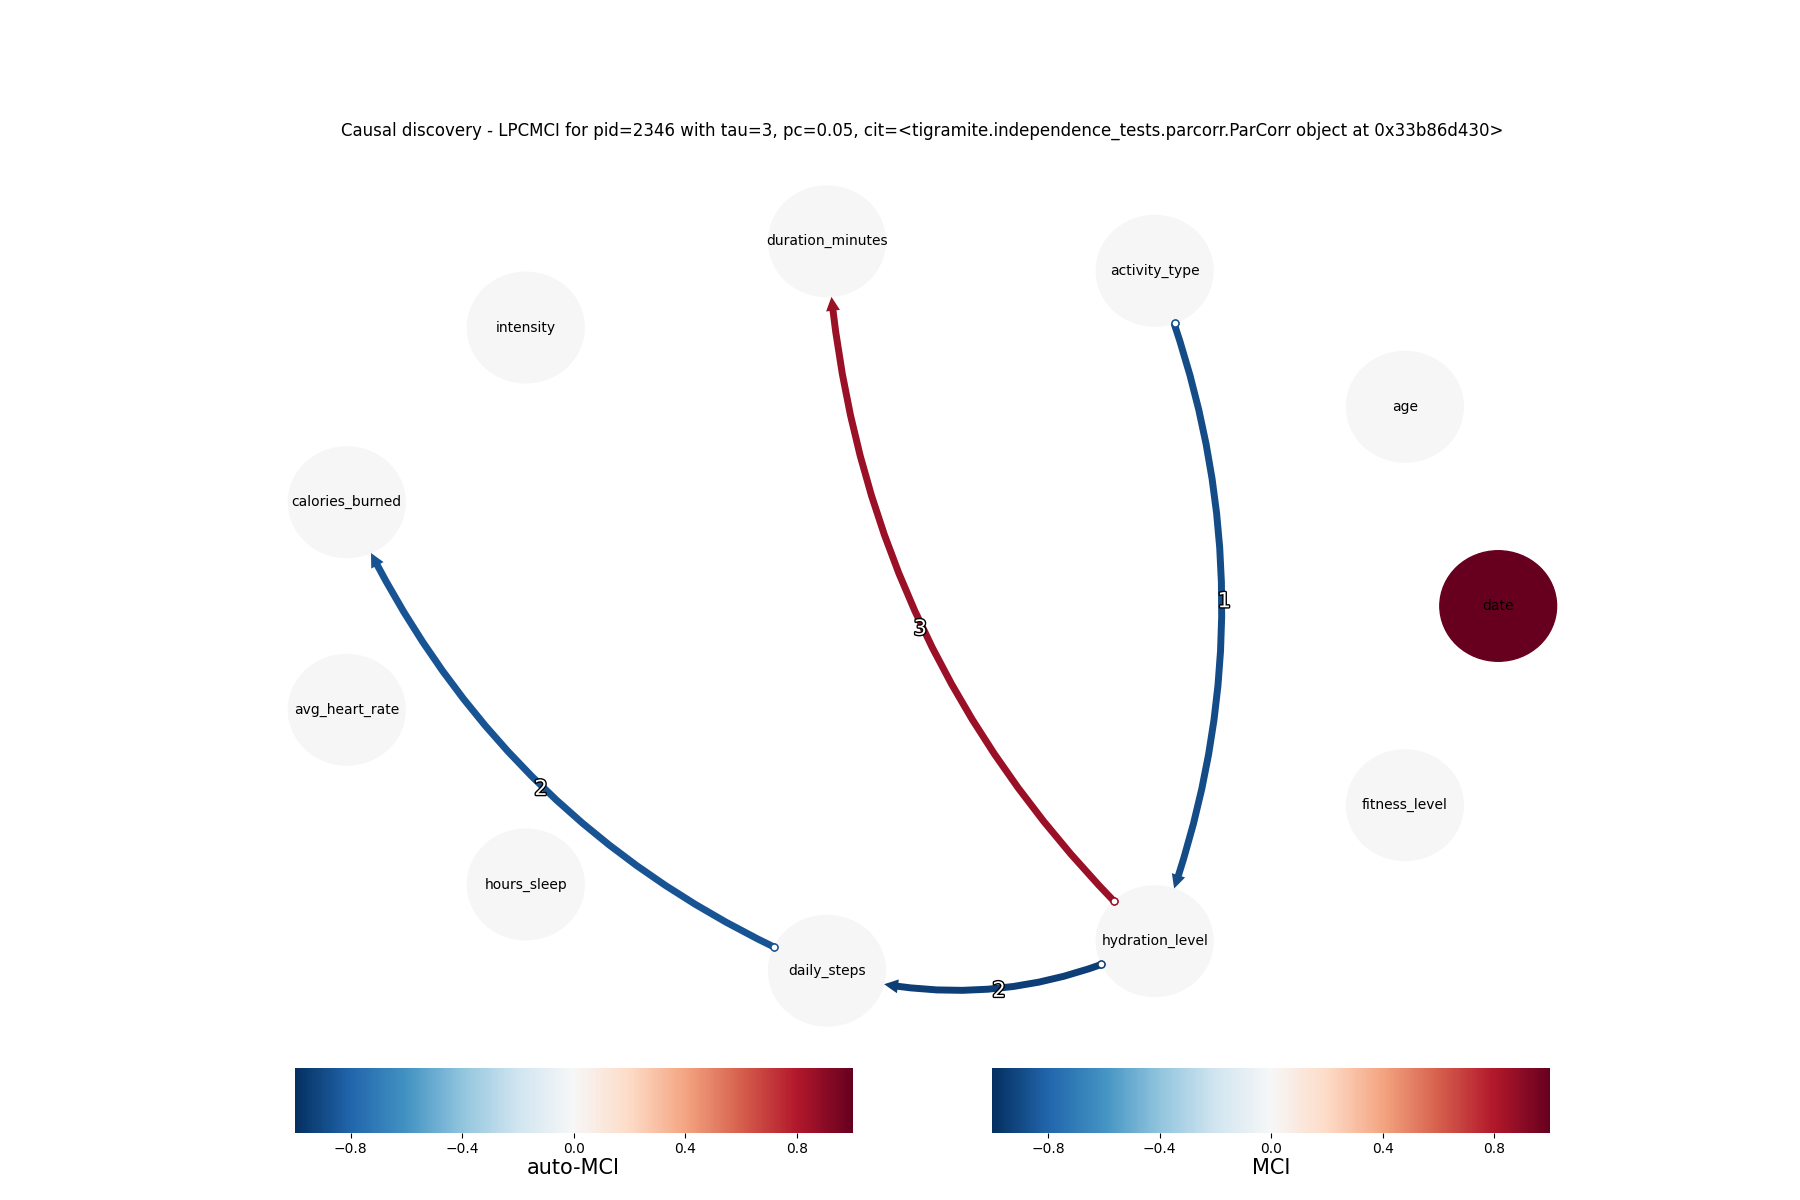 Causal discovery - LPCMCI for pid=2346 with tau=3, pc=0.05, cit=<tigramite.independence_tests.parcorr.ParCorr object at 0x33b86d430>
duration_minutes
activity_type
intensity
age
calories_burned
date
1
3
avg_heart_rate
2
fitness_level
hours_sleep
hydration_level
daily_steps
2
−0.8 −0.4 0.0 0.4 0.8
auto-MCI
−0.8 −0.4 0.0 0.4 0.8
MCI